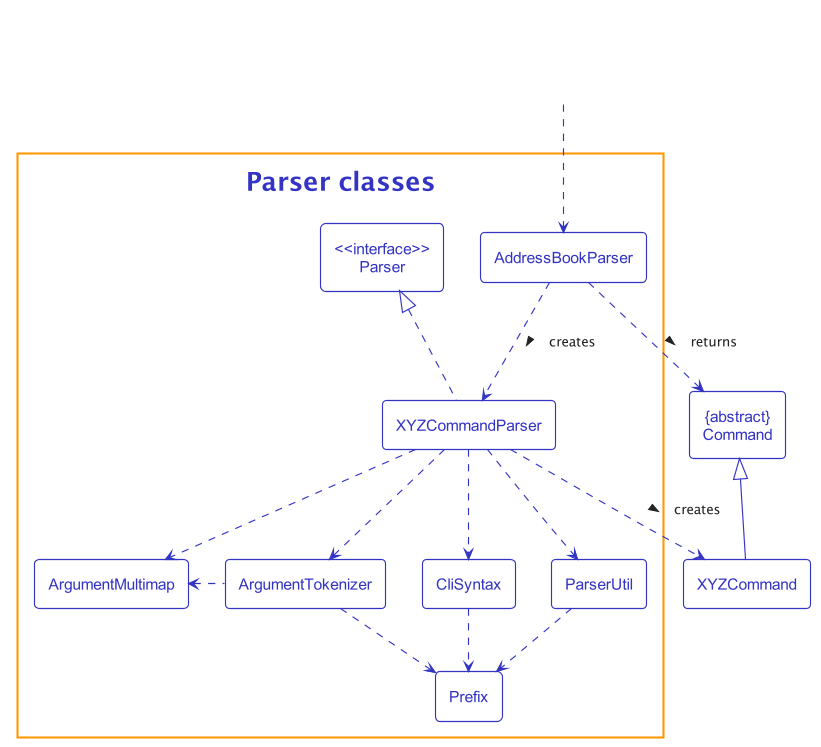 Parser classes
<<interface>>
Parser
AddressBookParser
creates
returns
XYZCommandParser
{abstract}
Command
creates
ArgumentMultimap
ArgumentTokenizer
CliSyntax
ParserUtil
XYZCommand
Prefix